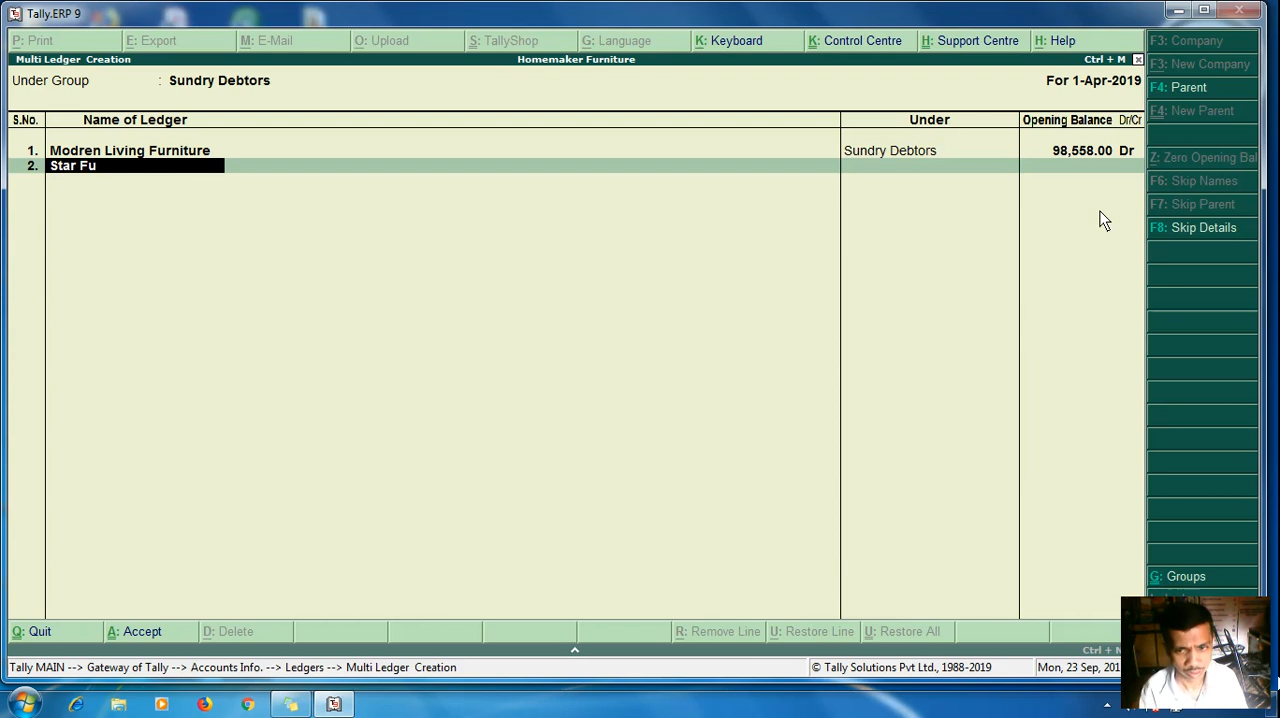 Tally.ERP 9
P: Print E: Export M: E-Mail O: Upload S: TallyShop G: Language K: Keyboard K: Control Centre H: Support Centre H: Help
Multi Ledger Creation Homemaker Furniture Ctrl + M
Under Group : Sundry Debtors For 1-Apr-2019
S.No. Name of Ledger Under Opening Balance Dr/Cr
1. Modren Living Furniture Sundry Debtors 98,558.00 Dr
2. Star Fu
F3: Company
F3: New Company
F4: Parent
F4: New Parent
Z: Zero Opening Bal
F6: Skip Names
F7: Skip Parent
F8: Skip Details
G: Groups
Q: Quit A: Accept D: Delete R: Remove Line U: Restore Line U: Restore All
Tally MAIN --> Gateway of Tally --> Accounts Info. --> Ledgers --> Multi Ledger Creation © Tally Solutions Pvt Ltd., 1988-2019 Mon, 23 Sep,